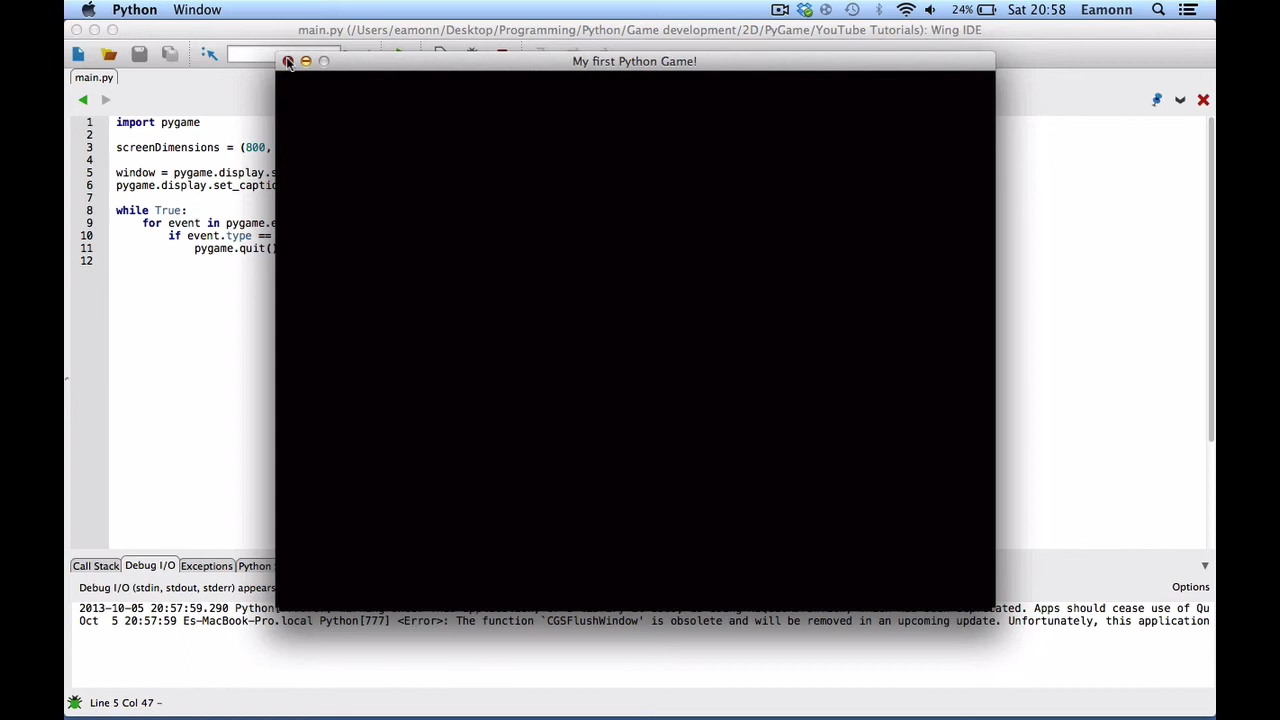 Python Window 24% Sat 20:58 Eamonn
main.py (/Users/eamonn/Desktop/Programming/Python/Game development/2D/PyGame/YouTube Tutorials): Wing IDE
My first Python Game!
main.py
1 import pygame
2
3 screenDimensions = (800,
4
5 window = pygame.display.s
6 pygame.display.set_captio
7
8 while True:
9 for event in pygame.e
10 if event.type ==
11 pygame.quit()
12
Call Stack Debug I/O Exceptions Python
Debug I/O (stdin, stdout, stderr) appears
Options
2013-10-05 20:57:59.290 Python[ Apps should cease use of Qu
Oct 5 20:57:59 Es-MacBook-Pro.local Python[777] <Error>: The function `CGSFlushWindow' is obsolete and will be removed in an upcoming update. Unfortunately, this application
Line 5 Col 47 -